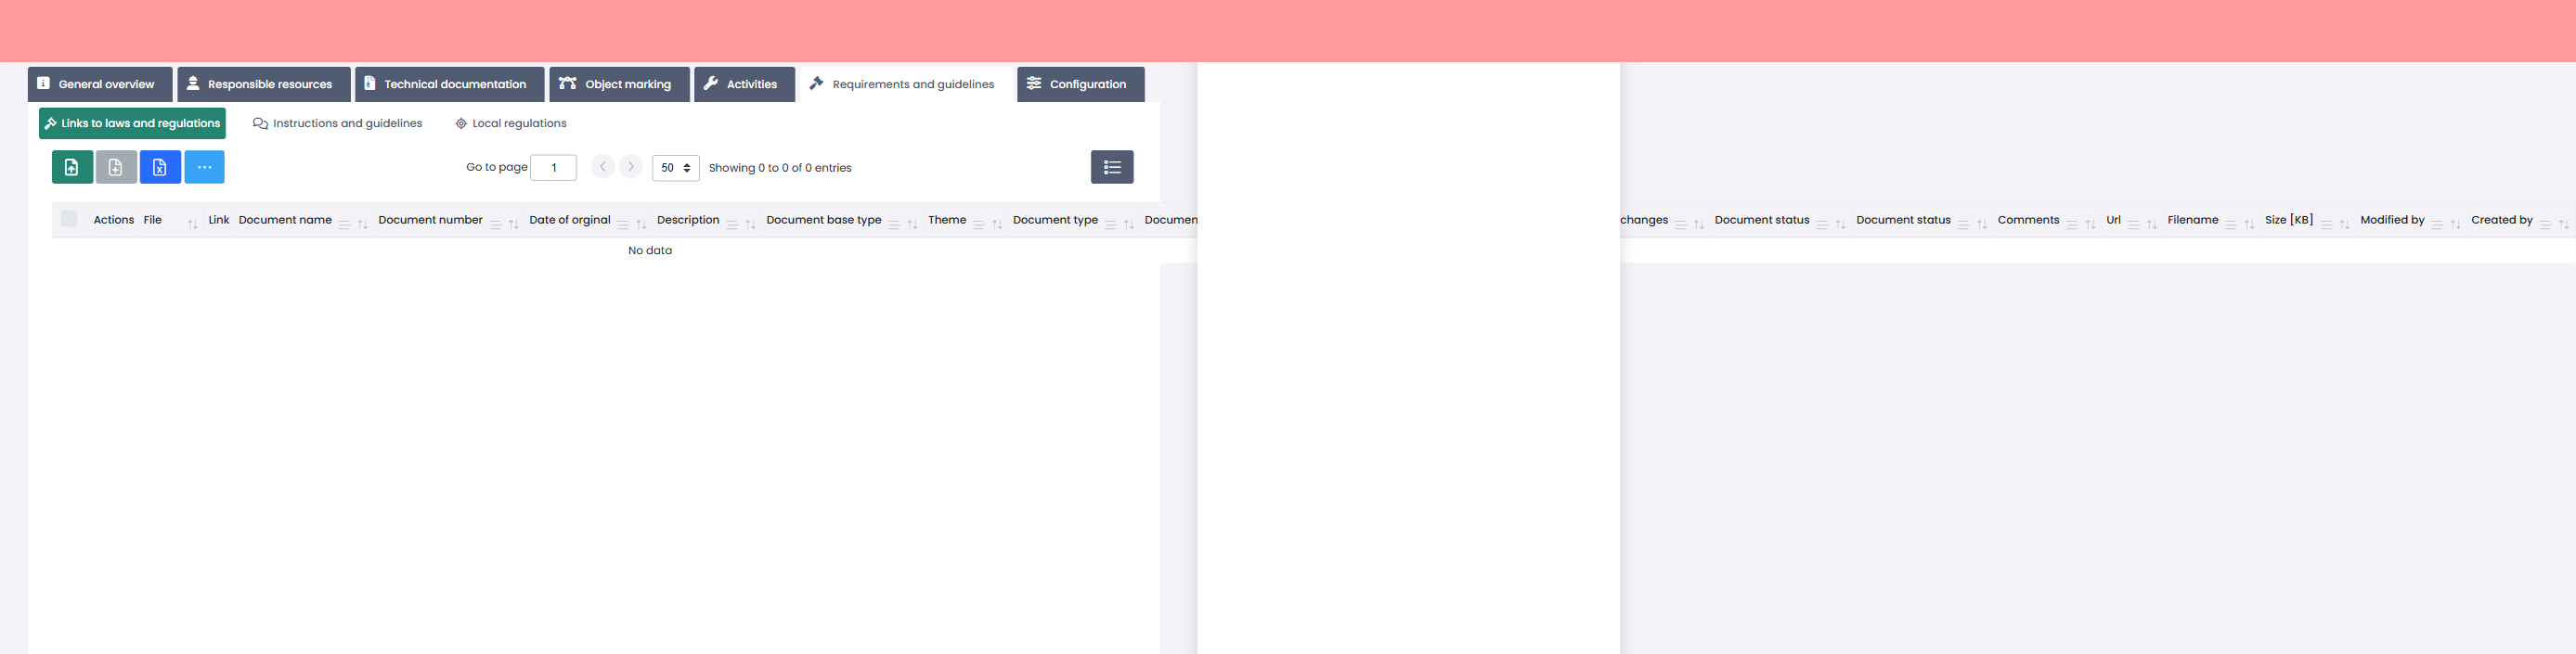 General overview Responsible resources Technical documentation Object marking Activities Requirements and guidelines Configuration
Links to laws and regulations Instructions and guidelines Local regulations
Go to page 1 50 Showing 0 to 0 of 0 entries
Actions File Link Document name Document number Date of orginal Description Document base type Theme Document type Documen changes Document status Document status Comments Url Filename Size [KB] Modified by Created by
No data